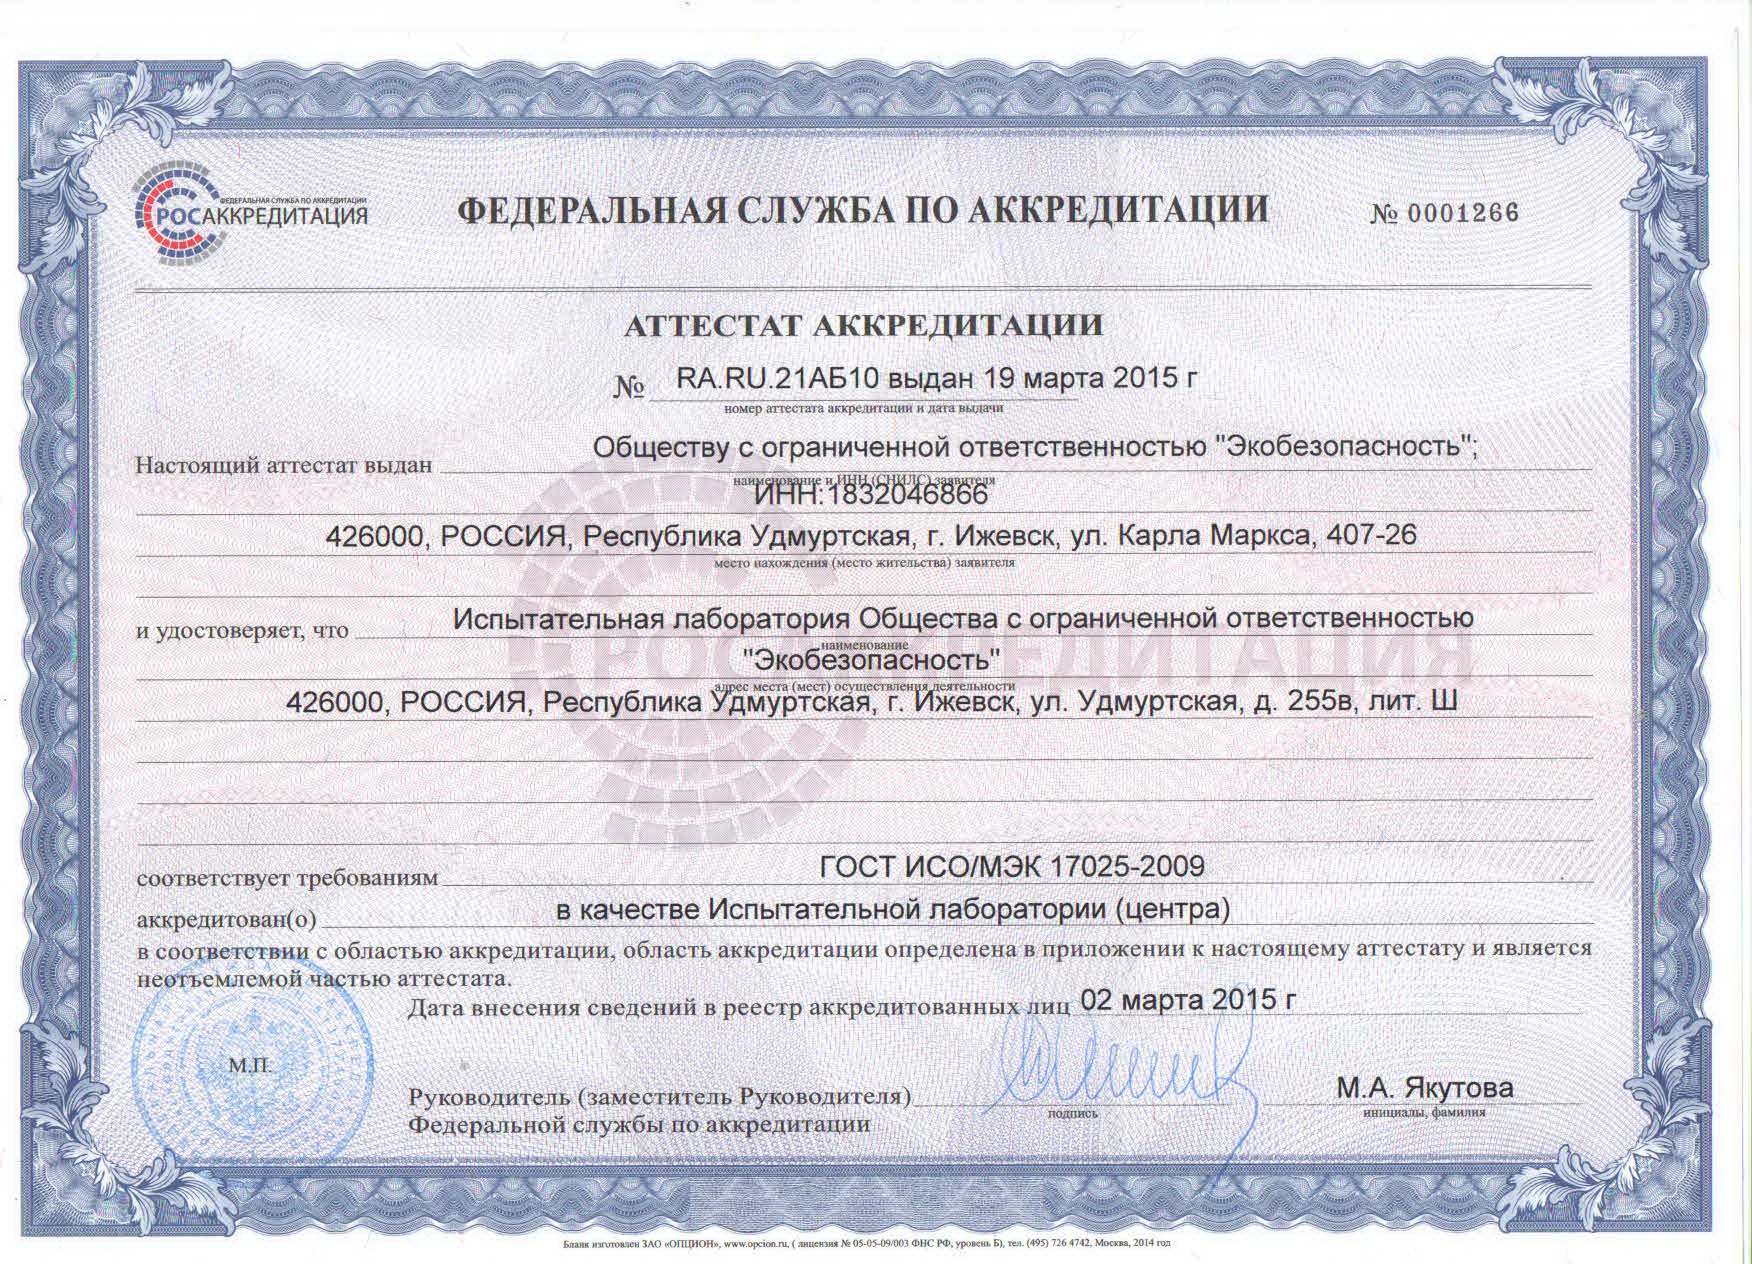 ФЕДЕРАЛЬНАЯ СЛУЖБА ПО АККРЕДИТАЦИИ
РОСАККРЕДИТАЦИЯ
ФЕДЕРАЛЬНАЯ СЛУЖБА ПО АККРЕДИТАЦИИ
№ 0001266
АТТЕСТАТ АККРЕДИТАЦИИ
№ RA.RU.21АБ10 выдан 19 марта 2015 г
номер аттестата аккредитации и дата выдачи
Настоящий аттестат выдан Обществу с ограниченной ответственностью "Экобезопасность";
наименование и ИНН (СНИЛС) заявителя
ИНН:1832046866
426000, РОССИЯ, Республика Удмуртская, г. Ижевск, ул. Карла Маркса, 407-26
место нахождения (место жительства) заявителя
и удостоверяет, что Испытательная лаборатория Общества с ограниченной ответственностью
наименование
"Экобезопасность"
адрес места (мест) осуществления деятельности
426000, РОССИЯ, Республика Удмуртская, г. Ижевск, ул. Удмуртская, д. 255в, лит. Ш
РОСАККРЕДИТАЦИЯ
соответствует требованиям ГОСТ ИСО/МЭК 17025-2009
аккредитован(о) в качестве Испытательной лаборатории (центра)
в соответствии с областью аккредитации, область аккредитации определена в приложении к настоящему аттестату и является
неотъемлемой частью аттестата.
Дата внесения сведений в реестр аккредитованных лиц 02 марта 2015 г
М.П.
Руководитель (заместитель Руководителя)
Федеральной службы по аккредитации
подпись
М.А. Якутова
инициалы, фамилия
Бланк изготовлен ЗАО «ОПЦИОН», www.opcion.ru, ( лицензия № 05-05-09/003 ФНС РФ, уровень Б), тел. (495) 726 4742, Москва, 2014 год